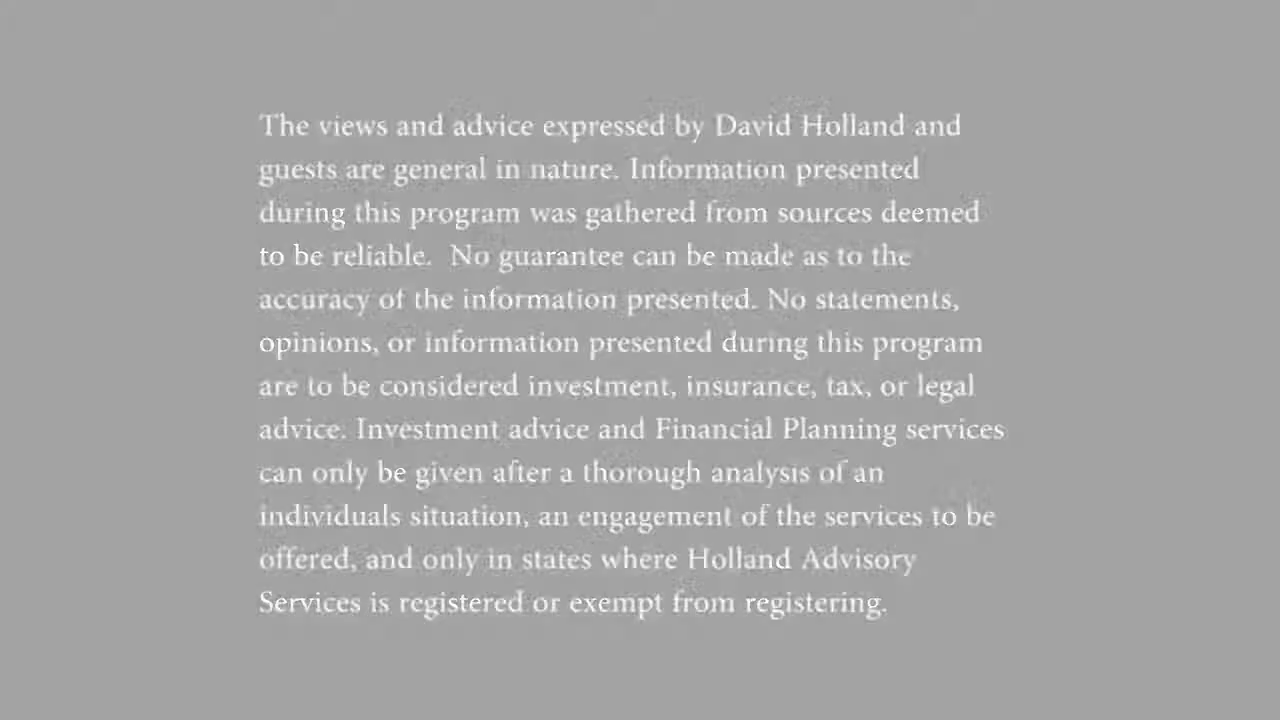 The views and advice expressed by David Holland and
guests are general in nature. Information presented
during this program was gathered from sources deemed
to be reliable.  No guarantee can be made as to the
accuracy of the information presented. No statements,
opinions, or information presented during this program
are to be considered investment, insurance, tax, or legal
advice. Investment advice and Financial Planning services
can only be given after a thorough analysis of an
individuals situation, an engagement of the services to be
offered, and only in states where Holland Advisory
Services is registered or exempt from registering.